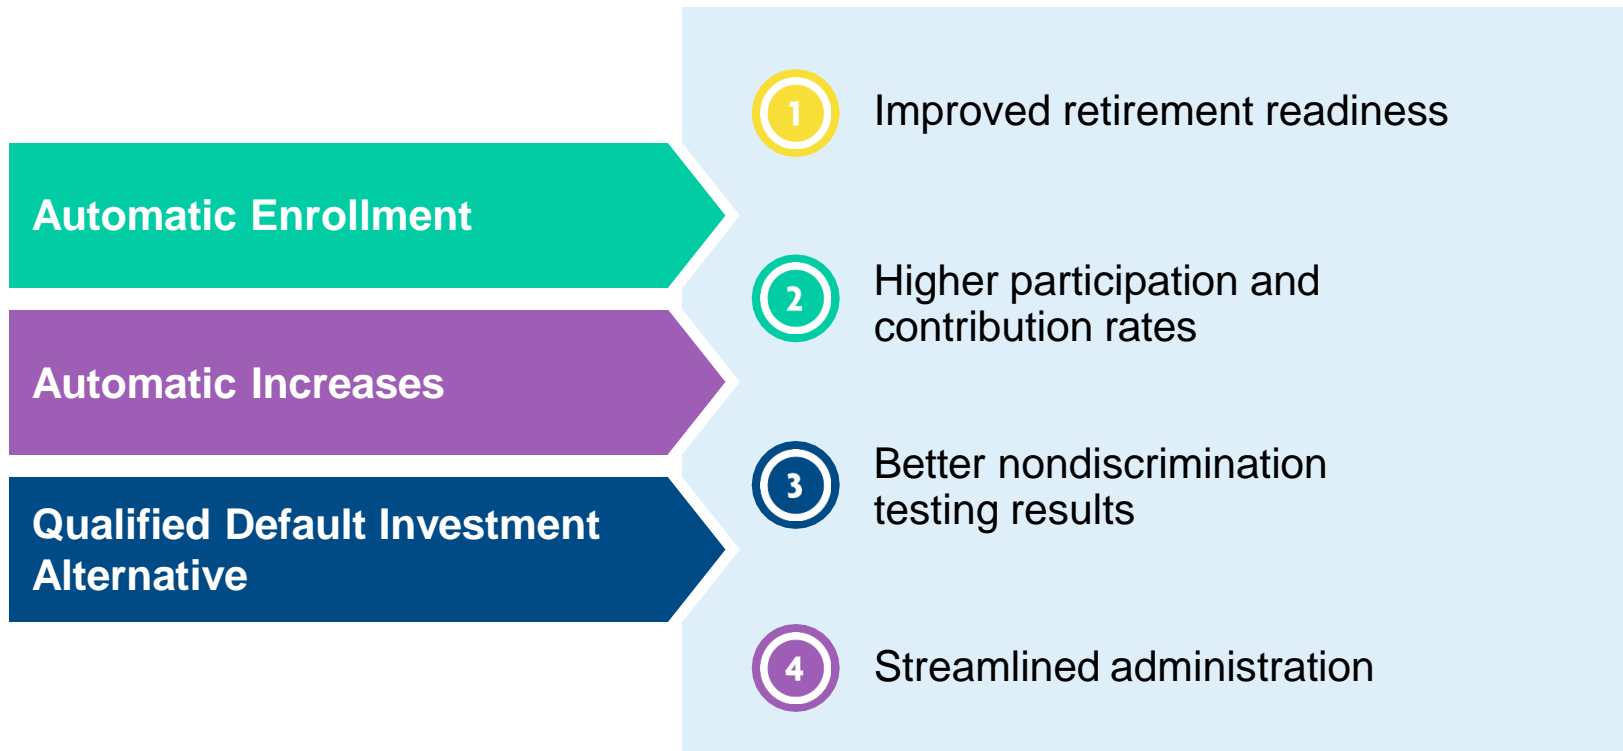 Automatic Enrollment
Automatic Increases
Qualified Default Investment
Alternative
1
Improved retirement readiness
2
Higher participation and
contribution rates
3
Better nondiscrimination
testing results
4
Streamlined administration